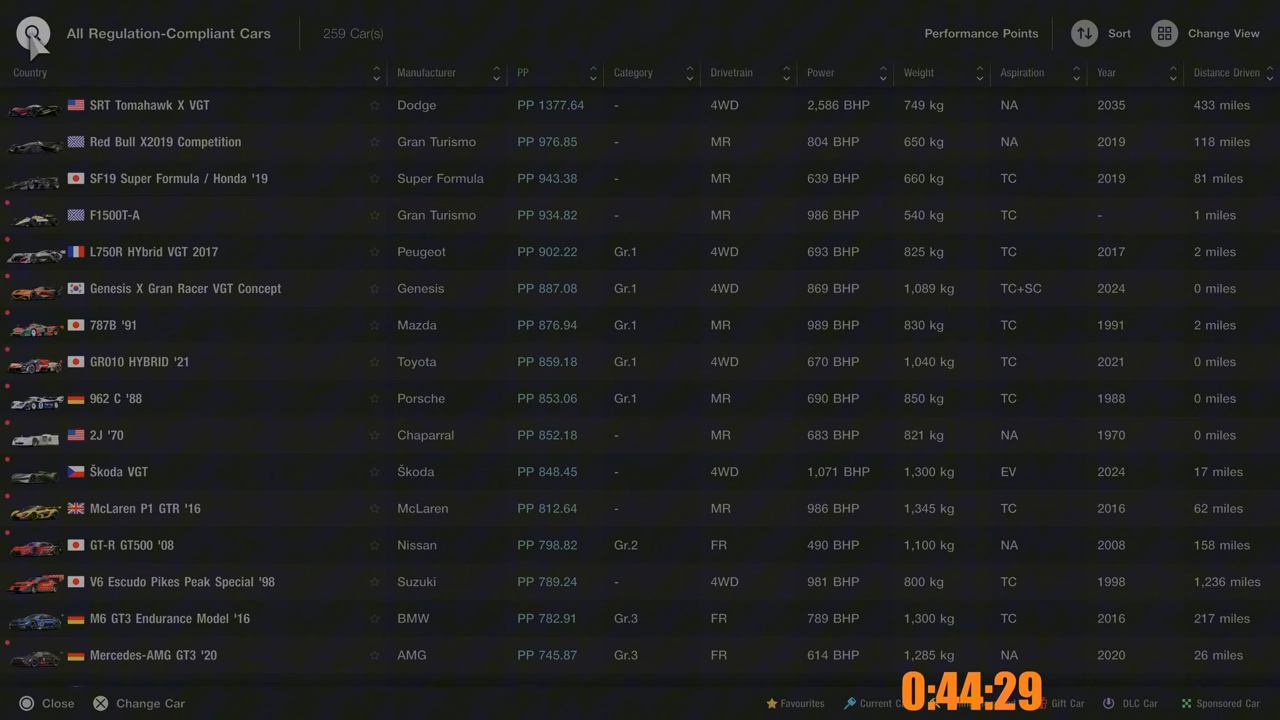 All Regulation-Compliant Cars 259 Car(s) Performance Points Sort Change View
Country Manufacturer PP Category Drivetrain Power Weight Aspiration Year Distance Driven
SRT Tomahawk X VGT Dodge PP 1377.64 - 4WD 2,586 BHP 749 kg NA 2035 433 miles
Red Bull X2019 Competition Gran Turismo PP 976.85 - MR 804 BHP 650 kg NA 2019 118 miles
SF19 Super Formula / Honda '19 Super Formula PP 943.38 - MR 639 BHP 660 kg TC 2019 81 miles
F1500T-A Gran Turismo PP 934.82 - MR 986 BHP 540 kg TC - 1 miles
L750R HYbrid VGT 2017 Peugeot PP 902.22 Gr.1 4WD 693 BHP 825 kg TC 2017 2 miles
Genesis X Gran Racer VGT Concept Genesis PP 887.08 Gr.1 4WD 869 BHP 1,089 kg TC+SC 2024 0 miles
787B '91 Mazda PP 876.94 Gr.1 MR 989 BHP 830 kg TC 1991 2 miles
GR010 HYBRID '21 Toyota PP 859.18 Gr.1 4WD 670 BHP 1,040 kg TC 2021 0 miles
962 C '88 Porsche PP 853.06 Gr.1 MR 690 BHP 850 kg TC 1988 0 miles
2J '70 Chaparral PP 852.18 - MR 683 BHP 821 kg NA 1970 0 miles
Škoda VGT Škoda PP 848.45 - 4WD 1,071 BHP 1,300 kg EV 2024 17 miles
McLaren P1 GTR '16 McLaren PP 812.64 - MR 986 BHP 1,345 kg TC 2016 62 miles
GT-R GT500 '08 Nissan PP 798.82 Gr.2 FR 490 BHP 1,100 kg NA 2008 158 miles
V6 Escudo Pikes Peak Special '98 Suzuki PP 789.24 - 4WD 981 BHP 800 kg TC 1998 1,236 miles
M6 GT3 Endurance Model '16 BMW PP 782.91 Gr.3 FR 789 BHP 1,300 kg TC 2016 217 miles
Mercedes-AMG GT3 '20 AMG PP 745.87 Gr.3 FR 614 BHP 1,285 kg NA 2020 26 miles
Close Change Car Favourites Current 0:44:29 Gift Car DLC Car Sponsored Car